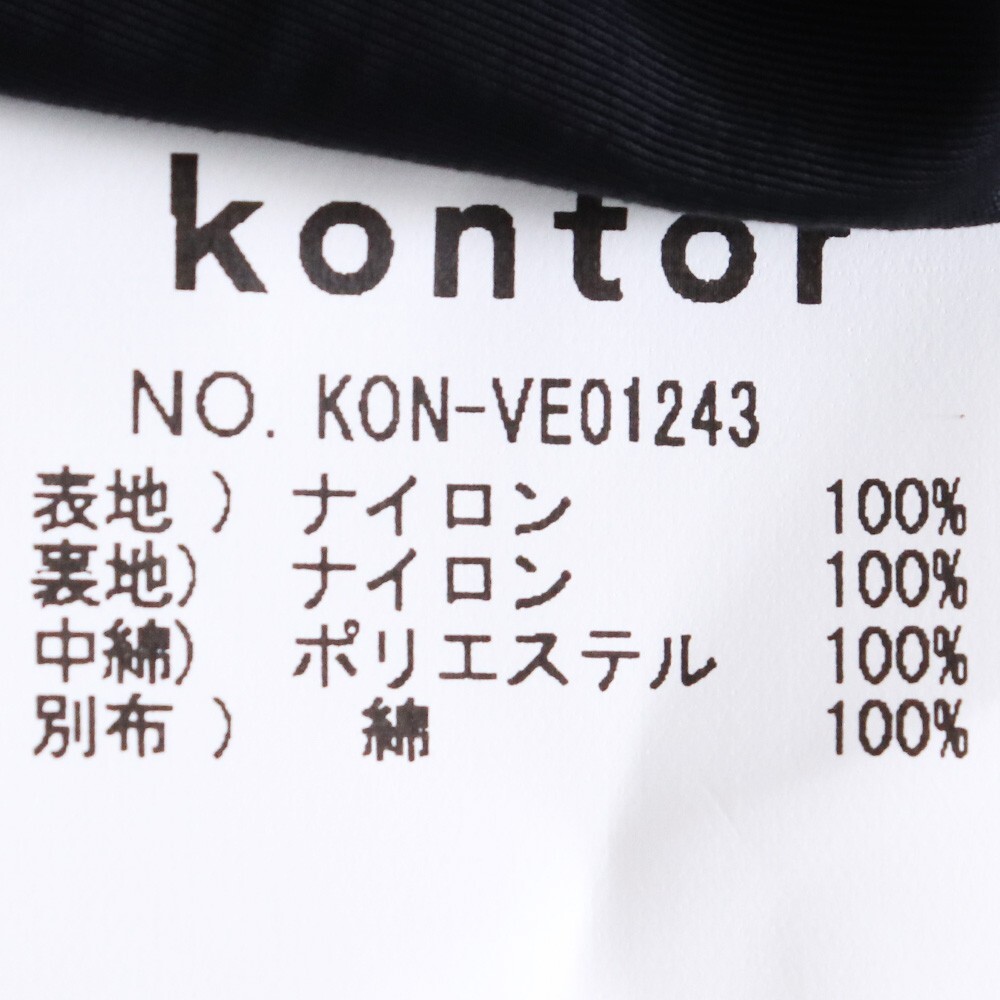 kontor
NO. KON-VE01243
表地 ) ナイロン 100%
裏地) ナイロン 100%
中綿) ポリエステル 100%
別布 ) 綿 100%